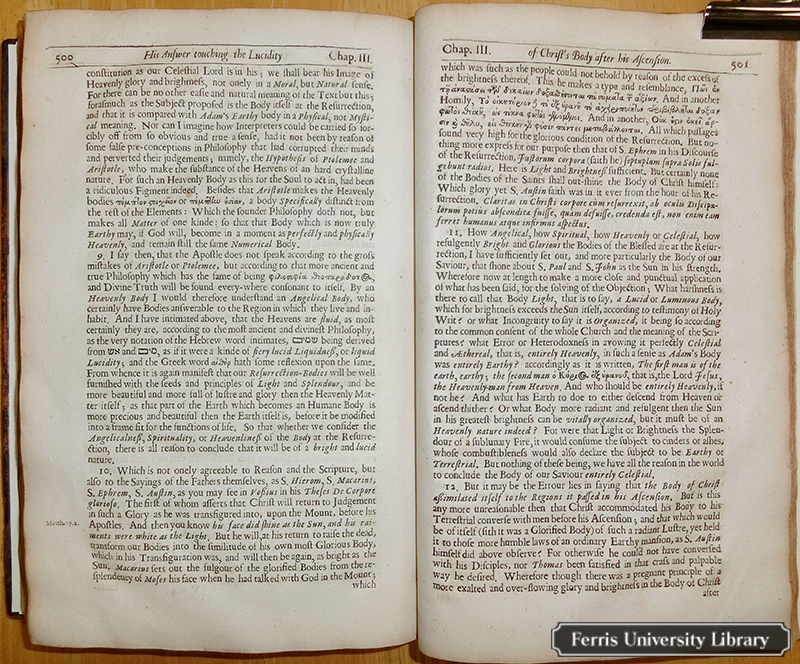 500 His Anſwer touching the Lucidity Chap. III.
conſtitution as our Celeſtial Lord is in his; we ſhall bear his Image of
Heavenly glory and brightneſs, not onely in a Moral, but Natural ſenſe.
For there can be no other eaſie and natural meaning of the Text but this;
foraſmuch as the Subject propoſed is the Body itſelf at the Reſurrection,
and that it is compared with Adam's Earthy body in a Phyſical, not Myſti-
cal meaning. Nor can I imagine how Interpreters could be carried ſo for-
cibly off from ſo obvious and true a ſenſe, had it not been by reaſon of
ſome falſe pre-conceptions in Philoſophy that had corrupted their minds
and perverted their judgements; namely, the Hypotheſis of Ptolemee and
Ariſtotle, who make the ſubſtance of the Heavens of an hard cryſtalline
nature. For ſuch an Heavenly Body as this for the Soul to act in, had been
a ridiculous Figment indeed. Beſides that Ariſtotle makes the Heavenly
bodies a body Specifically diſtinct from
the reſt of the Elements: Which the ſounder Philoſophy doth not, but
makes all Matter of one kinde; ſo that that Body which is now truly
Earthy may, if God will, become in a moment as perfectly and phyſically
Heavenly, and remain ſtill the ſame Numerical Body.
9. I ſay then, that the Apoſtle does not ſpeak according to the groſs
miſtakes of Ariſtotle or Ptolemee, but according to that more ancient and
true Philoſophy which has the fame of being
and Divine Truth will be found every-where conſonant to itſelf. By an
Heavenly Body I would therefore underſtand an Angelical Body, who
certainly have Bodies anſwerable to the Region in which they live and in-
habit. And I have intimated above, that the Heavens are fluid, as moſt
certainly they are, according to the moſt ancient and divineſt Philoſophy,
as the very notation of the Hebrew word intimates, שמים being derived
from אש and מים, as if it were a kinde of fiery lucid Liquidneſs, or liquid
Lucidity; and the Greek word αἰθὴρ hath ſome reflexion upon the ſame.
From whence it is again manifeſt that our Reſurrection-Bodies will be well
furniſhed with the ſeeds and principles of Light and Splendour, and be
more beautiful and more full of luſtre and glory then the Heavenly Mat-
ter itſelf; as that part of the Earth which becomes an Humane Body is
more precious and beautiful then the Earth itſelf is, before it be modified
into a frame fit for the functions of life. So that whether we conſider the
Angelicalneſs, Spirituality, or Heavenlineſs of the Body at the Reſurre-
ction, there is all reaſon to conclude that it will be of a bright and lucid
nature.
10. Which is not onely agreeable to Reaſon and the Scripture, but
alſo to the Sayings of the Fathers themſelves, as S. Hierom, S. Macarius,
S. Ephrem, S. Auſtin, as you may ſee in Voſſius in his Theſes De Corpore
glorioſo. The firſt of whom aſſerts that Chriſt will return to Judgement
in ſuch a Glory as he was transfigured into, upon the Mount, before his
Apoſtles. And then you know his face did ſhine as the Sun, and his rai-
ments were white as the Light. But he will, at his return to raiſe the dead,
transform our Bodies into the ſimilitude of his own moſt Glorious Body,
which in his Transfiguration was, and will then be again, as bright as the
Sun. Macarius ſets out the fulgour of the glorified Bodies from the re-
ſplendency of Moſes his face when he had talked with God in the Mount;
which
Chap. III. of Chriſt's Body after his Aſcenſion. 501
which was ſuch as the people could not behold by reaſon of the exceſs of
the brightneſs thereof. This he makes a type and reſemblance,
And in another
Homily,
And in another,
All which paſſages
ſound very high for the glorious condition of the Reſurrection. But no-
thing more expreſs for our purpoſe then that of S. Ephrem in his Diſcourſe
of the Reſurrection, Juſtorum corpora (ſaith he) ſeptuplum ſupra Solis ful-
gebunt radios. Here is Light and Brightneſs ſufficient. But certainly none
of the Bodies of the Saints ſhall out-ſhine the Body of Chriſt himſelf:
Which glory yet S. Auſtin ſaith was in it ever from the hour of his Re-
ſurrection. Claritas in Chriſti corpore cùm reſurrexit, ab oculis Diſcipu-
lorum potiùs abſcondita fuiſſe, quàm defuiſſe, credenda eſt, non enim eam
ferret humanus atque infirmus aſpectus.
11. How Angelical, how Spiritual, how Heavenly or Celeſtial, how
refulgently Bright and Glorious the Bodies of the Bleſſed are at the Reſur-
rection, I have ſufficiently ſet out, and more particularly the Body of our
Saviour, that ſhone about S. Paul and S. John as the Sun in his ſtrength.
Wherefore now at length to make a more cloſe and punctual application
of what has been ſaid, for the ſolving of the Objection; What harſhneſs is
there to call that Body Light, that is to ſay, a Lucid or Luminous Body,
which for brightneſs exceeds the Sun itſelf, according to teſtimony of Holy
Writ? or what Incongruity to ſay it is Organized, it being ſo according
to the common conſent of the whole Church and the meaning of the Scri-
ptures? what Error or Heterodoxneſs in avowing it perfectly Celeſtial
and Æthereal, that is, entirely Heavenly, in ſuch a ſenſe as Adam's Body
was entirely Earthy? accordingly as it is written, The firſt man is of the
earth, earthy; the ſecond man ὁ Κύριος ἐξ οὐρανοῦ, that is, the Lord Jeſus,
the Heavenly-man from Heaven. And who ſhould be entirely Heavenly, if
not he? And what has Earth to doe to either deſcend from Heaven or
aſcend thither? Or what Body more radiant and refulgent then the Sun
in his greateſt brightneſs can be vitally organized, but it muſt be of an
Heavenly nature indeed? For were that Light or Brightneſs the Splen-
dour of a ſublunary Fire, it would conſume the ſubject to cinders or aſhes,
whoſe combuſtibleneſs would alſo declare the ſubject to be Earthy or
Terreſtrial. But nothing of theſe being, we have all the reaſon in the world
to conclude the Body of our Saviour entirely Celeſtial.
12. But it may be the Errour lies in ſaying that the Body of Chriſt
aſſimilated itſelf to the Regions it paſſed in his Aſcenſion. But is this
any more unreaſonable then that Chriſt accommodated his Body to his
Terreſtrial converſe with men before his Aſcenſion; and that which would
be of itſelf (ſith it was a Glorified Body) of ſuch a radiant Luſtre, yet held
it to thoſe more humble laws of an ordinary Earthy manſion, as S. Auſtin
himſelf did above obſerve? For otherwiſe he could not have converſed
with his Diſciples, nor Thomas been ſatisfied in that craſs and palpable
way he deſired. Wherefore though there was a pregnant principle of a
more exalted and over-flowing glory and brightneſs in the Body of Chriſt
after
Ferris University Library